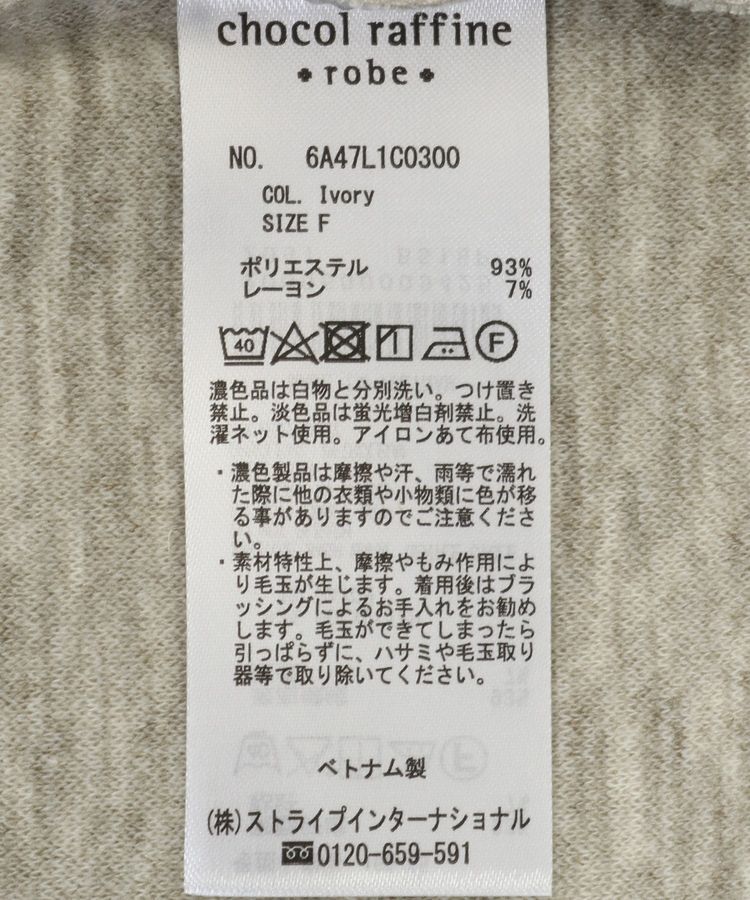 chocol raffine
robe
NO. 6A47L1C0300
COL. Ivory
SIZE F
ポリエステル 93%
レーヨン 7%
40 F
濃色品は白物と分別洗い。つけ置き
禁止。淡色品は蛍光増白剤禁止。洗
濯ネット使用。アイロンあて布使用。
・濃色製品は摩擦や汗、雨等で濡れ
た際に他の衣類や小物類に色が移
る事がありますのでご注意くださ
い。
・素材特性上、摩擦やもみ作用によ
り毛玉が生じます。着用後はブラ
ッシングによるお手入れをお勧め
します。毛玉ができてしまったら
引っぱらずに、ハサミや毛玉取り
器等で取り除いてください。
ベトナム製
(株)ストライプインターナショナル
0120-659-591